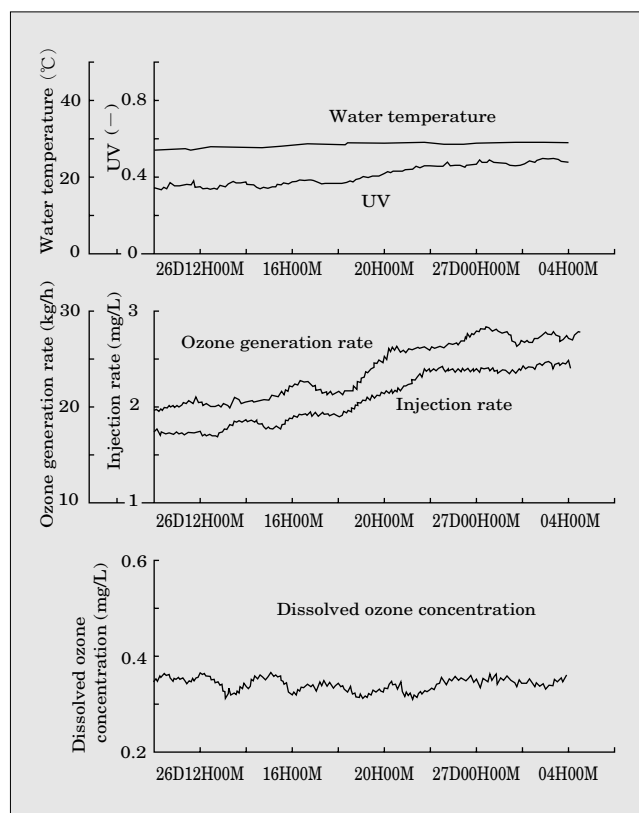 Water temperature (℃)
UV (—)
40
20
0
0.8
0.4
0
Water temperature
UV
26D12H00M 16H00M 20H00M 27D00H00M 04H00M
Ozone generation rate (kg/h)
Injection rate (mg/L)
30
20
10
3
2
1
Ozone generation rate
Injection rate
26D12H00M 16H00M 20H00M 27D00H00M 04H00M
Dissolved ozone
concentration (mg/L)
0.6
0.4
0.2
Dissolved ozone concentration
26D12H00M 16H00M 20H00M 27D00H00M 04H00M